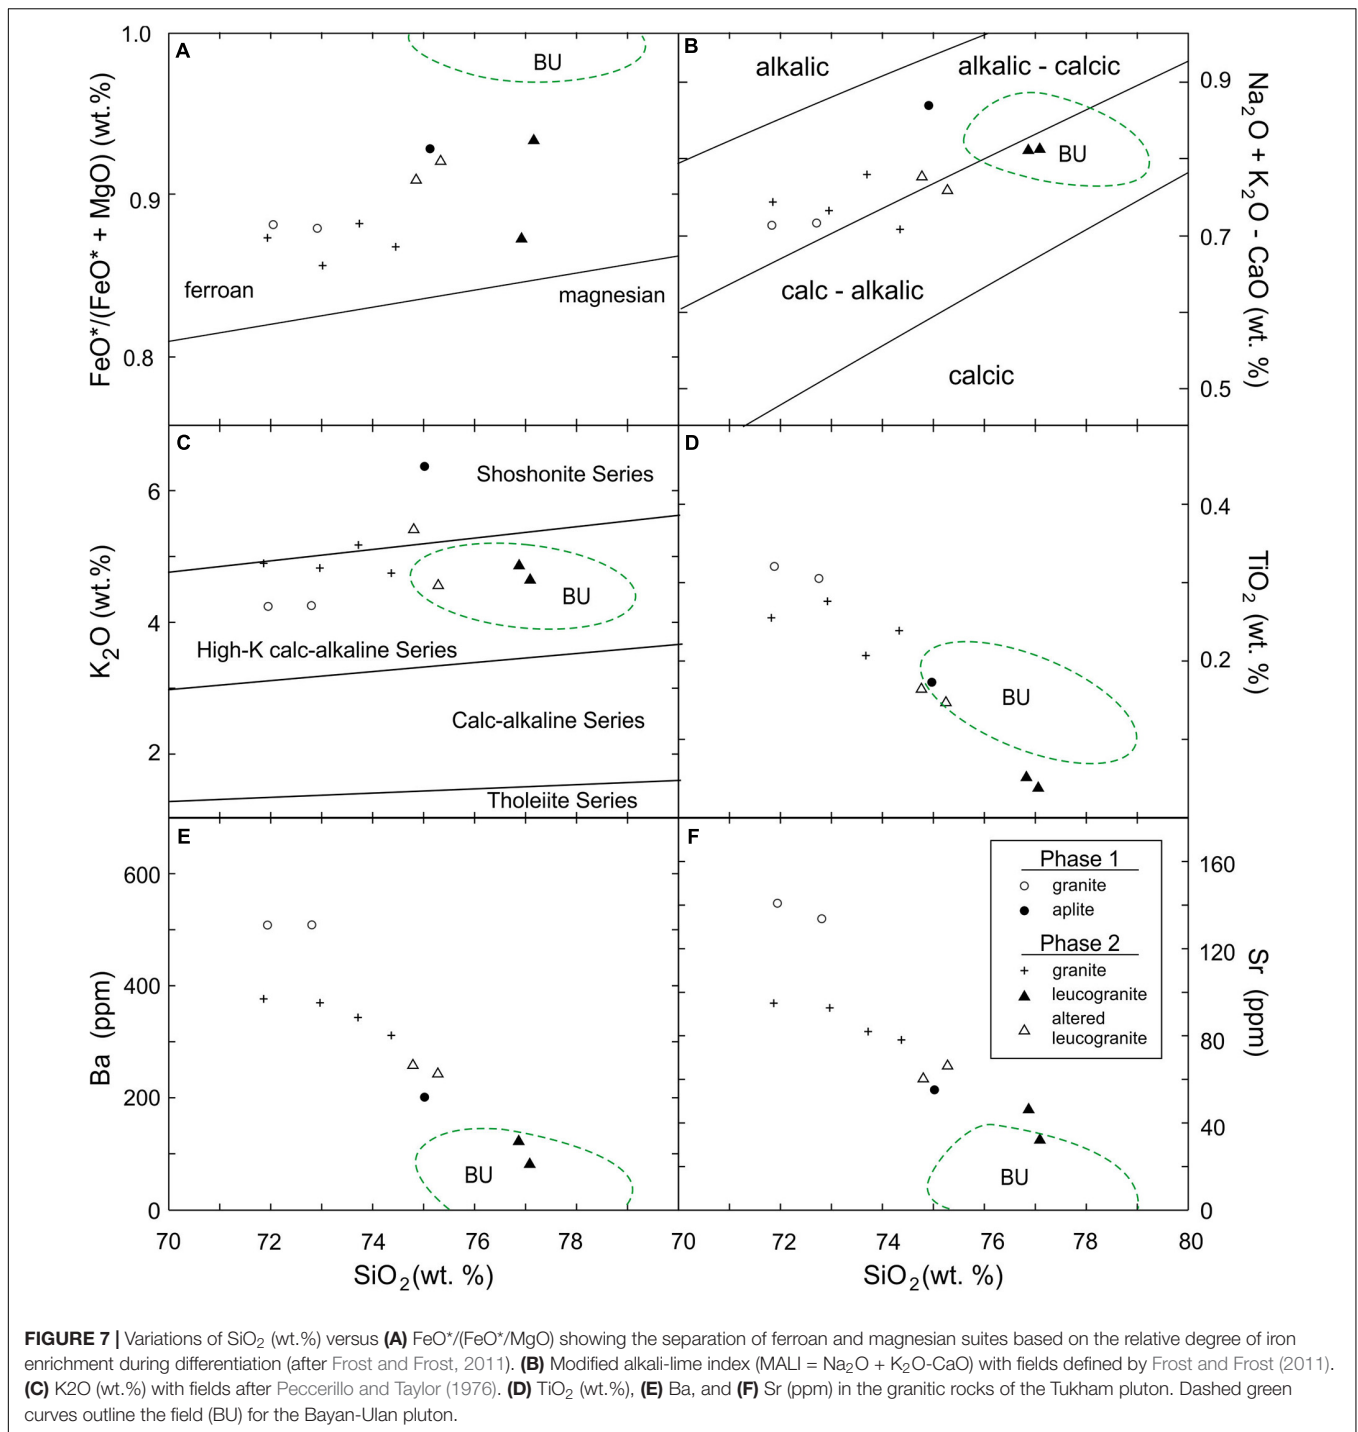 A
1.0
0.9
0.8
FeO*/(FeO* + MgO) (wt.%)
BU
ferroan
magnesian
B
alkalic
alkalic - calcic
BU
calc - alkalic
calcic
0.9
0.7
0.5
Na2O + K2O - CaO (wt. %)
C
6
4
2
K2O (wt.%)
Shoshonite Series
BU
High-K calc-alkaline Series
Calc-alkaline Series
Tholeiite Series
D
BU
0.4
0.2
TiO2 (wt. %)
E
600
400
200
0
Ba (ppm)
BU
70 72 74 76 78
SiO2(wt. %)
F
Phase 1
granite
aplite
Phase 2
granite
leucogranite
altered
leucogranite
BU
160
120
80
40
0
Sr (ppm)
70 72 74 76 78 80
SiO2(wt. %)
FIGURE 7 | Variations of SiO2 (wt.%) versus (A) FeO*/(FeO*/MgO) showing the separation of ferroan and magnesian suites based on the relative degree of iron
enrichment during differentiation (after Frost and Frost, 2011). (B) Modified alkali-lime index (MALI = Na2O + K2O-CaO) with fields defined by Frost and Frost (2011).
(C) K2O (wt.%) with fields after Peccerillo and Taylor (1976). (D) TiO2 (wt.%), (E) Ba, and (F) Sr (ppm) in the granitic rocks of the Tukham pluton. Dashed green
curves outline the field (BU) for the Bayan-Ulan pluton.